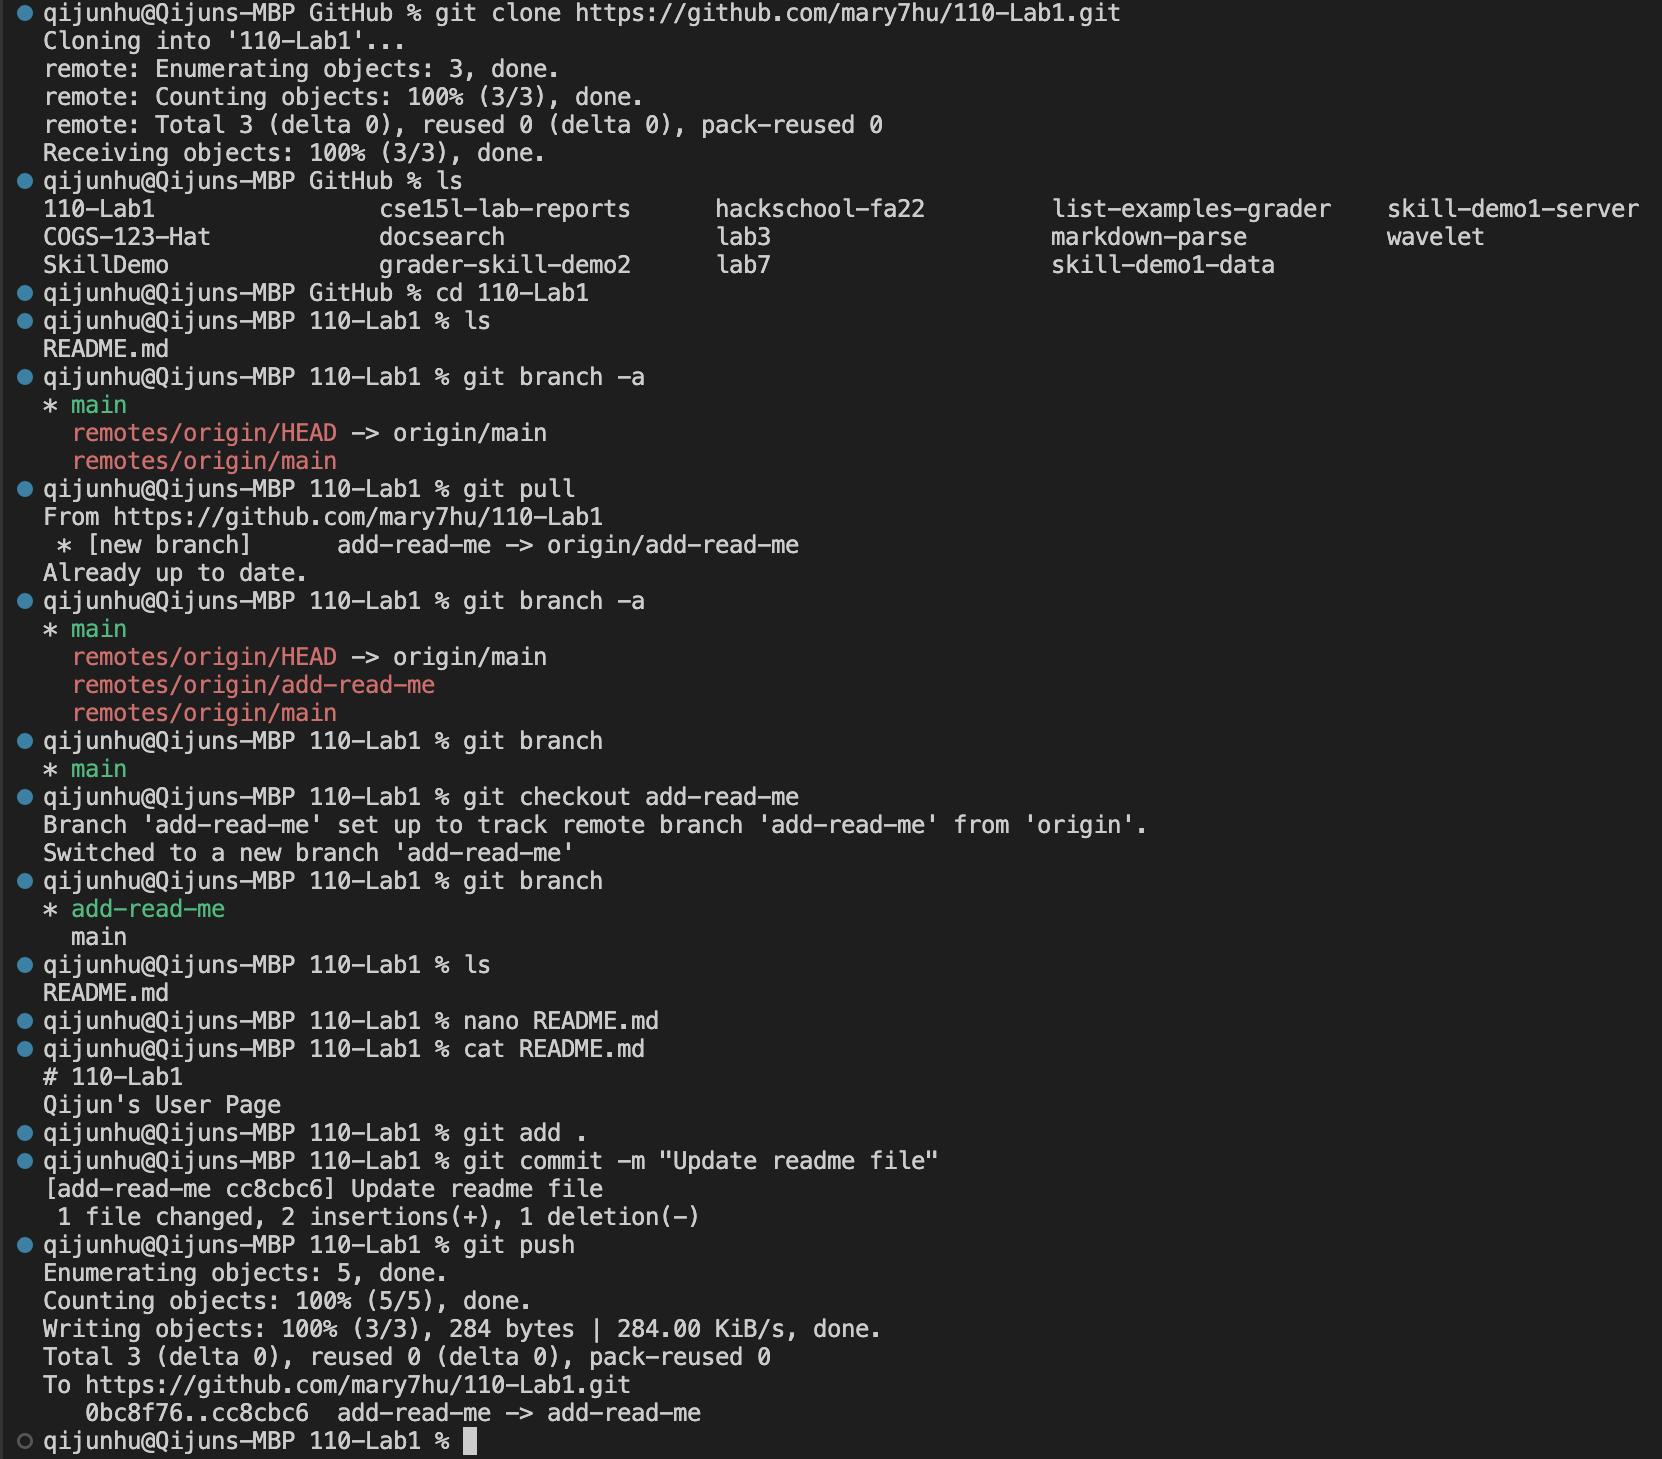 qijunhu@Qijuns-MBP GitHub % git clone https://github.com/mary7hu/110-Lab1.git
Cloning into '110-Lab1'...
remote: Enumerating objects: 3, done.
remote: Counting objects: 100% (3/3), done.
remote: Total 3 (delta 0), reused 0 (delta 0), pack-reused 0
Receiving objects: 100% (3/3), done.
qijunhu@Qijuns-MBP GitHub % ls
110-Lab1                cse15l-lab-reports      hackschool-fa22         list-examples-grader    skill-demo1-server
COGS-123-Hat            docsearch               lab3                    markdown-parse          wavelet
SkillDemo               grader-skill-demo2      lab7                    skill-demo1-data
qijunhu@Qijuns-MBP GitHub % cd 110-Lab1
qijunhu@Qijuns-MBP 110-Lab1 % ls
README.md
qijunhu@Qijuns-MBP 110-Lab1 % git branch -a
* main
  remotes/origin/HEAD -> origin/main
  remotes/origin/main
qijunhu@Qijuns-MBP 110-Lab1 % git pull
From https://github.com/mary7hu/110-Lab1
 * [new branch]      add-read-me -> origin/add-read-me
Already up to date.
qijunhu@Qijuns-MBP 110-Lab1 % git branch -a
* main
  remotes/origin/HEAD -> origin/main
  remotes/origin/add-read-me
  remotes/origin/main
qijunhu@Qijuns-MBP 110-Lab1 % git branch
* main
qijunhu@Qijuns-MBP 110-Lab1 % git checkout add-read-me
Branch 'add-read-me' set up to track remote branch 'add-read-me' from 'origin'.
Switched to a new branch 'add-read-me'
qijunhu@Qijuns-MBP 110-Lab1 % git branch
* add-read-me
  main
qijunhu@Qijuns-MBP 110-Lab1 % ls
README.md
qijunhu@Qijuns-MBP 110-Lab1 % nano README.md
qijunhu@Qijuns-MBP 110-Lab1 % cat README.md
# 110-Lab1
Qijun's User Page
qijunhu@Qijuns-MBP 110-Lab1 % git add .
qijunhu@Qijuns-MBP 110-Lab1 % git commit -m "Update readme file"
[add-read-me cc8cbc6] Update readme file
 1 file changed, 2 insertions(+), 1 deletion(-)
qijunhu@Qijuns-MBP 110-Lab1 % git push
Enumerating objects: 5, done.
Counting objects: 100% (5/5), done.
Writing objects: 100% (3/3), 284 bytes | 284.00 KiB/s, done.
Total 3 (delta 0), reused 0 (delta 0), pack-reused 0
To https://github.com/mary7hu/110-Lab1.git
   0bc8f76..cc8cbc6  add-read-me -> add-read-me
qijunhu@Qijuns-MBP 110-Lab1 %